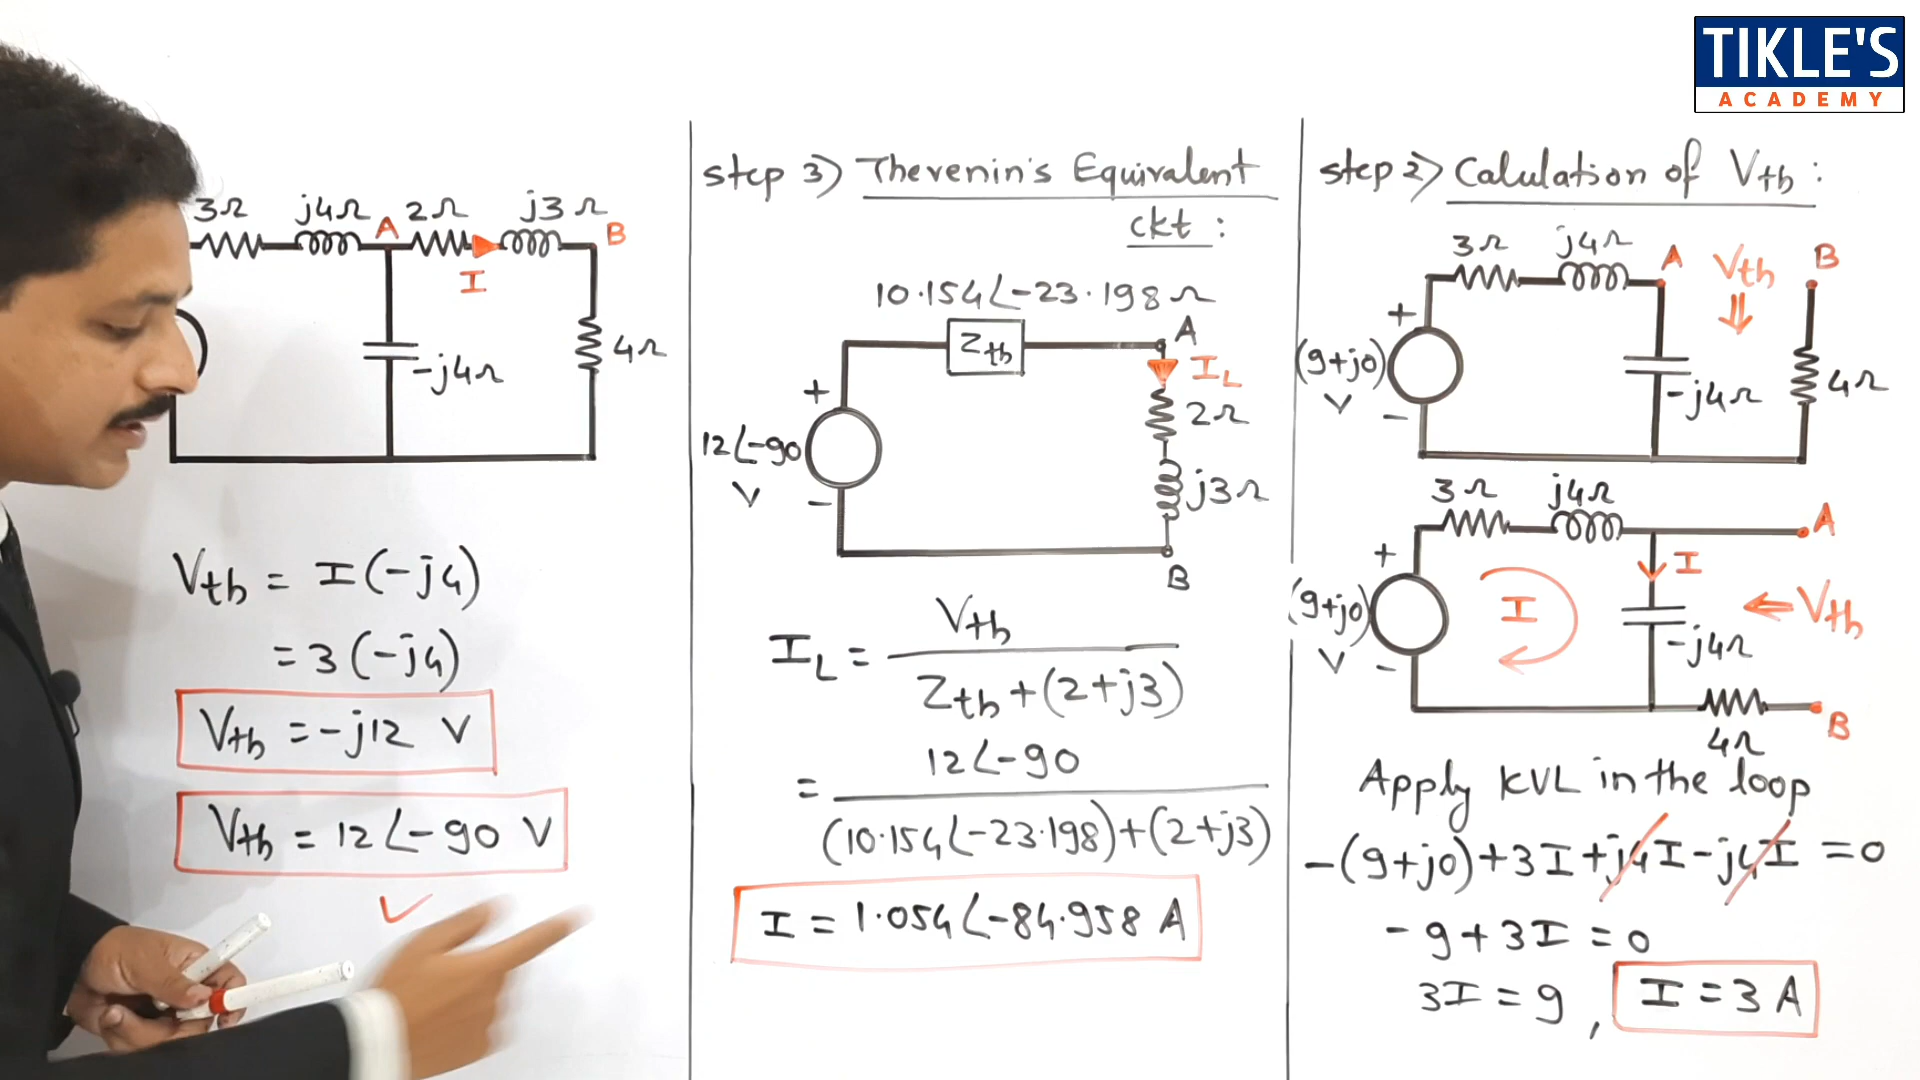 TIKLE'S
ACADEMY
3Ω j4Ω A 2Ω j3Ω B
I
-j4Ω
4Ω
Vth = I(-j4)
= 3(-j4)
Vth = -j12 V
Vth = 12∠-90 V
step 3) Thevenin's Equivalent
ckt :
10.154∠-23.198Ω
Zth
A
IL
+
2Ω
12∠-90
V
-
j3Ω
B
IL = Vth / Zth+(2+j3)
= 12∠-90 / (10.154∠-23.198)+(2+j3)
I = 1.054∠-84.958 A
step 2) Calulation of Vth :
3Ω j4Ω A Vth B
+
(9+j0)
V
-
-j4Ω
4Ω
3Ω j4Ω A
+
I
(9+j0)
V
-
I
Vth
-j4Ω
B
4Ω
Apply KVL in the loop
-(9+j0)+3I+j4I-j4I = 0
-9+3I = 0
3I = 9 , I = 3 A